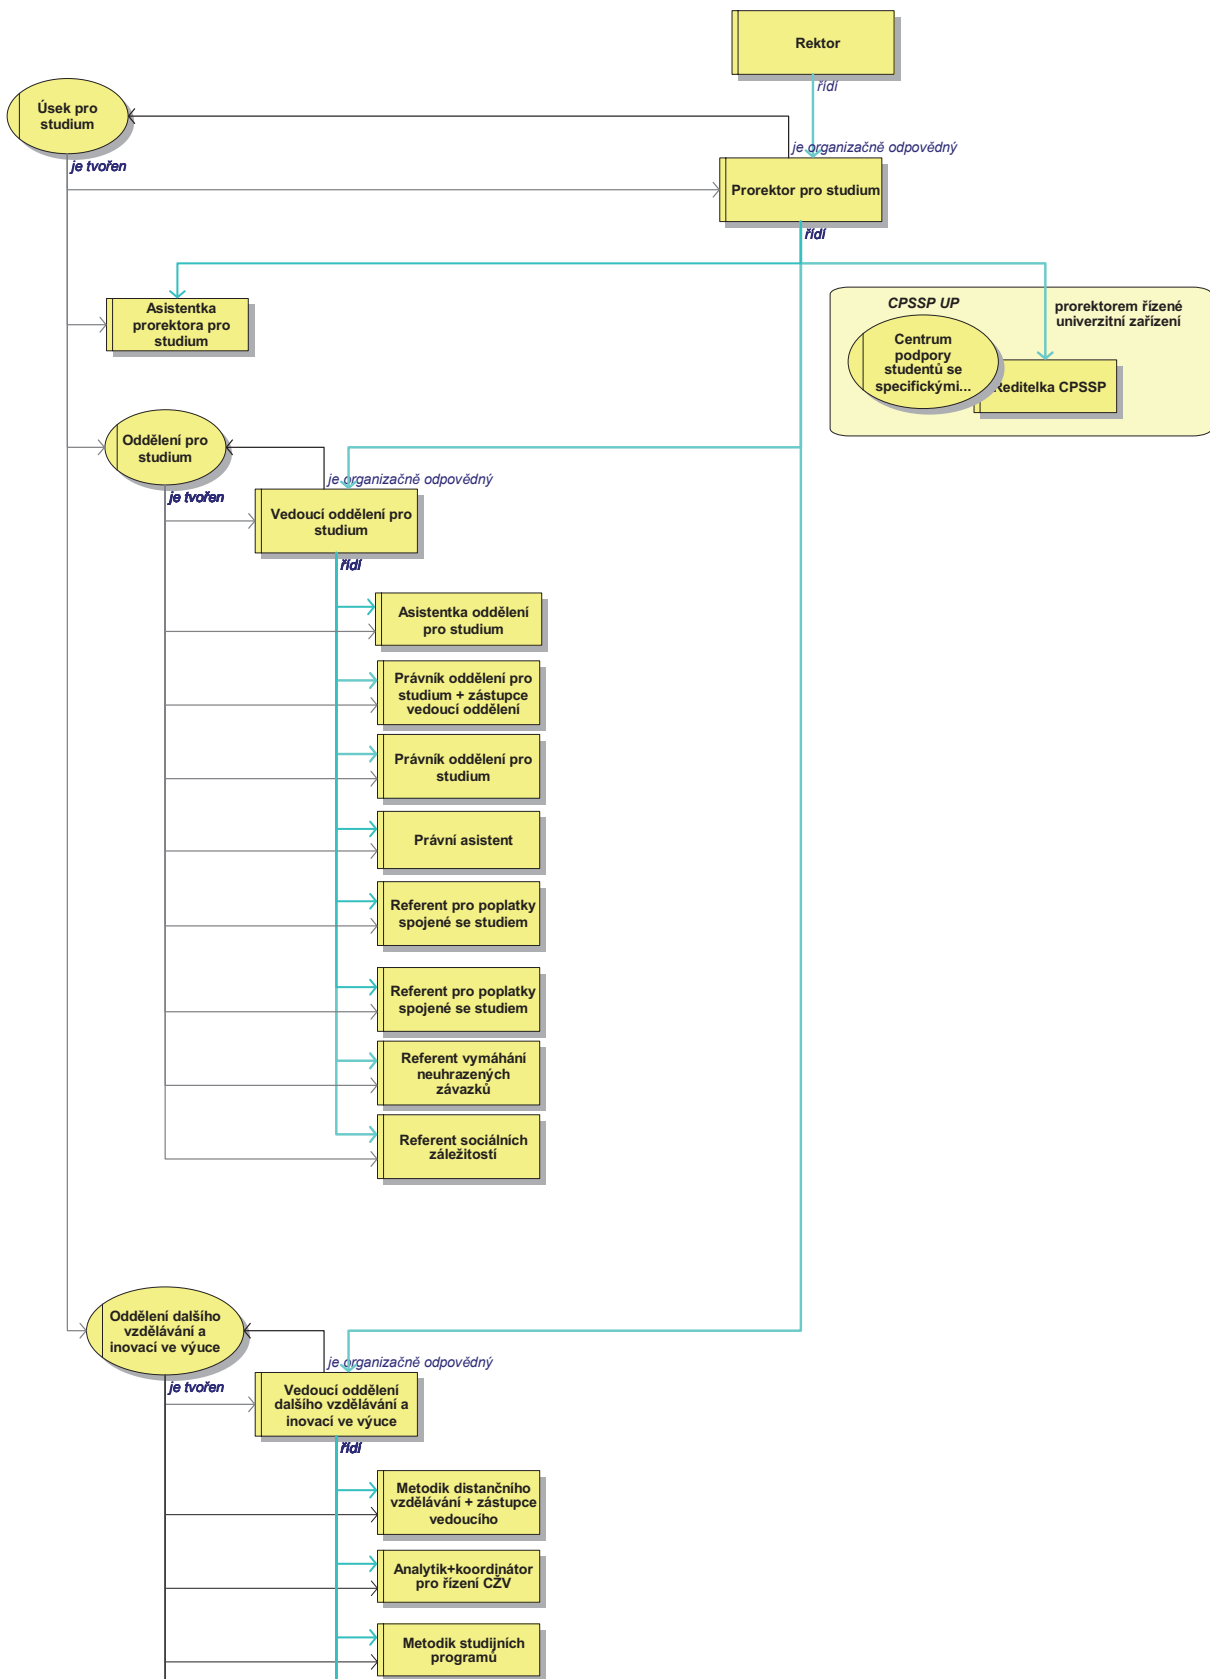 Rektor
řídí
Úsek pro
studium
je organizačně odpovědný
je tvořen
Prorektor pro studium
řídí
Asistentka
prorektora pro
studium
CPSSP UP
prorektorem řízené
univerzitní zařízení
Centrum
podpory
studentů se
specifickými...
editelka CPSSP
Oddělení pro
studium
je organizačně odpovědný
je tvořen
Vedoucí oddělení pro
studium
řídí
Asistentka oddělení
pro studium
Právník oddělení pro
studium + zástupce
vedoucí oddělení
Právník oddělení pro
studium
Právní asistent
Referent pro poplatky
spojené se studiem
Referent pro poplatky
spojené se studiem
Referent vymáhání
neuhrazených
závazků
Referent sociálních
záležitostí
Oddělení dalšího
vzdělávání a
inovací ve výuce
je organizačně odpovědný
je tvořen
Vedoucí oddělení
dalšího vzdělávání a
inovací ve výuce
řídí
Metodik distančního
vzdělávání + zástupce
vedoucího
Analytik+koordinátor
pro řízení CŽV
Metodik studijních
programů